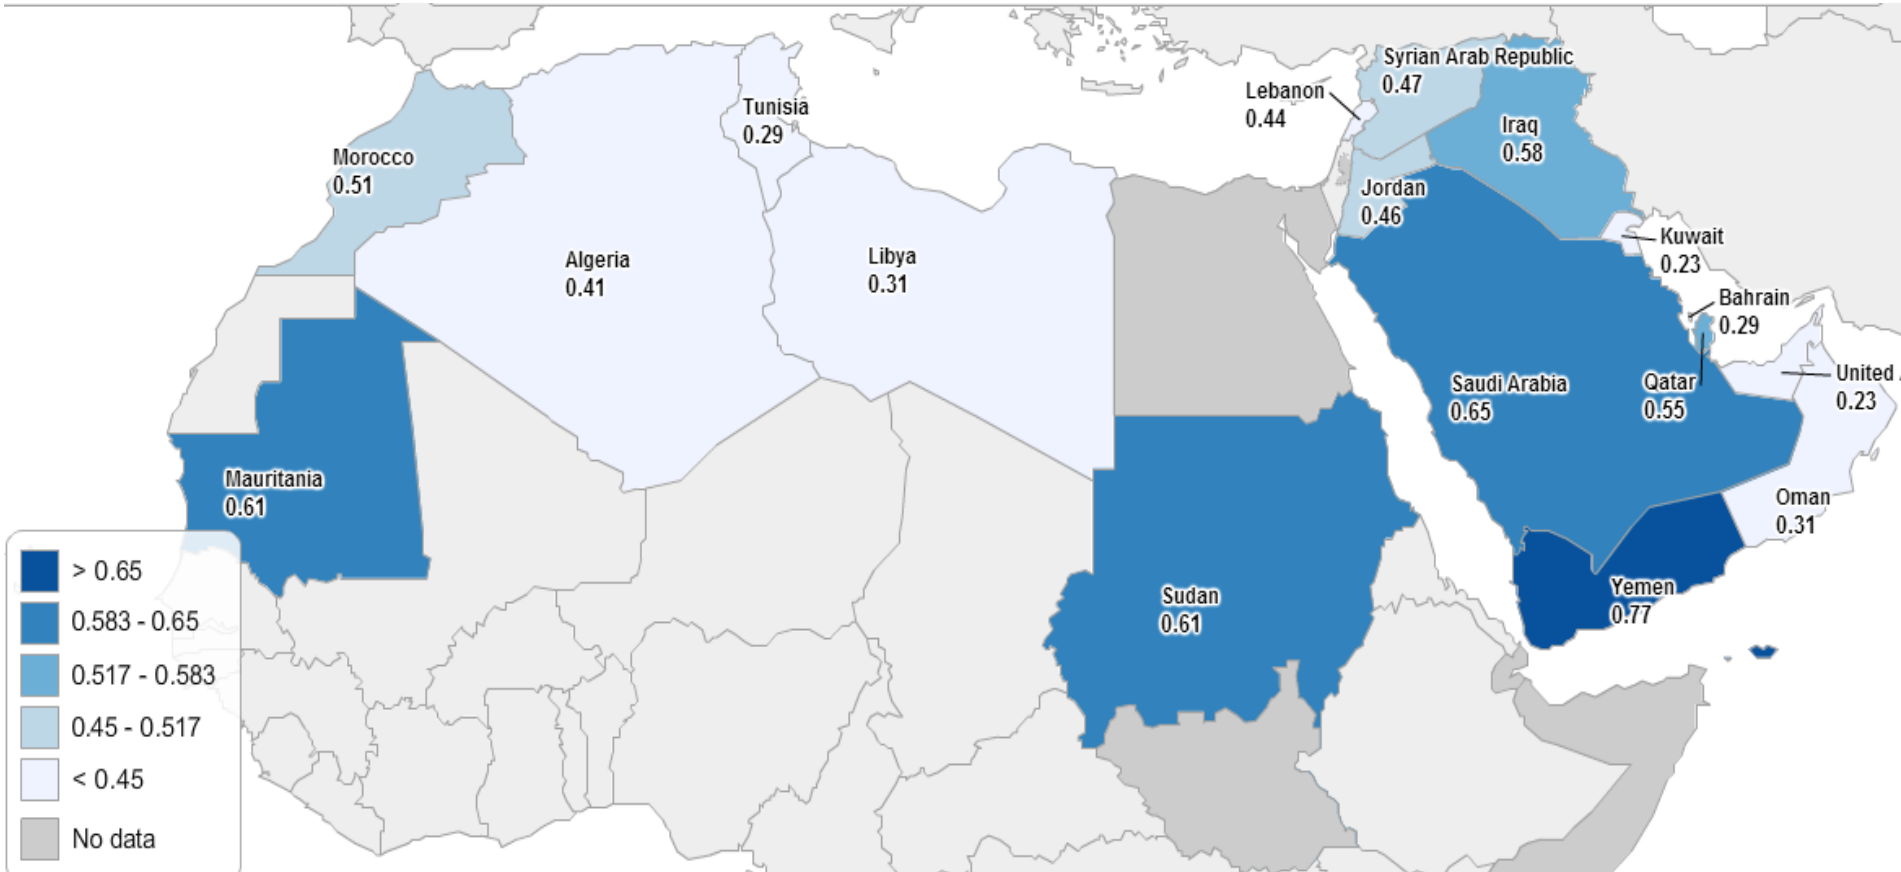 Syrian Arab Republic
0.47
Lebanon
0.44
Tunisia
0.29
Iraq
0.58
Morocco
0.51
Jordan
0.46
Kuwait
0.23
Algeria
0.41
Libya
0.31
Bahrain
0.29
Saudi Arabia
0.65
Qatar
0.55
United
0.23
Mauritania
0.61
Oman
0.31
Sudan
0.61
Yemen
0.77
> 0.65
0.583 - 0.65
0.517 - 0.583
0.45 - 0.517
< 0.45
No data